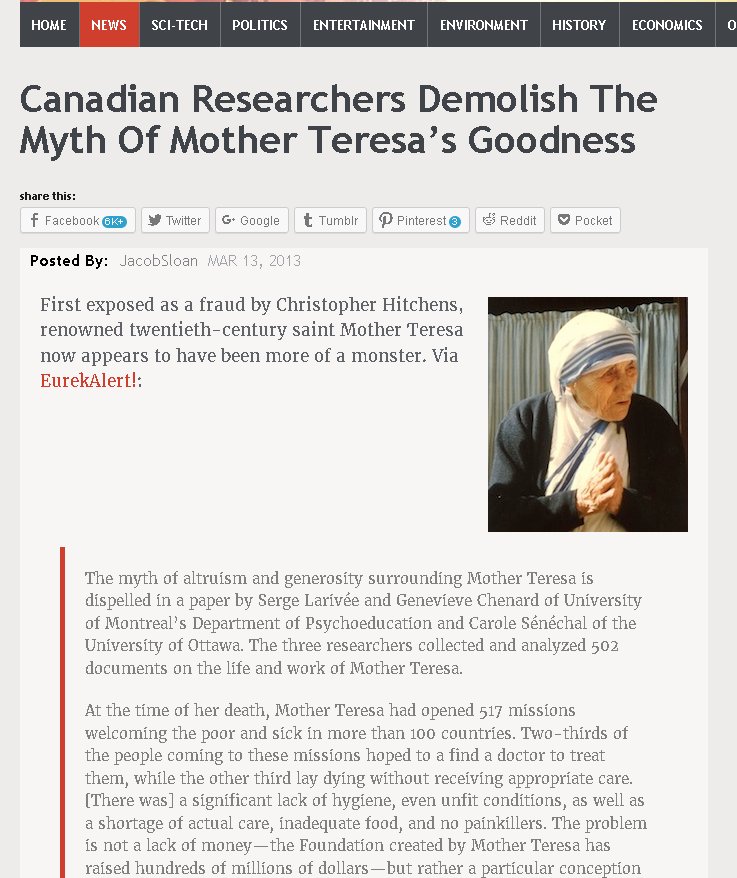 HOME NEWS SCI-TECH POLITICS ENTERTAINMENT ENVIRONMENT HISTORY ECONOMICS O
Canadian Researchers Demolish The
Myth Of Mother Teresa's Goodness
share this:
Facebook 6K+ Twitter Google Tumblr Pinterest 3 Reddit Pocket
Posted By: JacobSloan MAR 13, 2013
First exposed as a fraud by Christopher Hitchens,
renowned twentieth-century saint Mother Teresa
now appears to have been more of a monster. Via
EurekAlert!:
The myth of altruism and generosity surrounding Mother Teresa is
dispelled in a paper by Serge Larivée and Genevieve Chenard of University
of Montreal's Department of Psychoeducation and Carole Sénéchal of the
University of Ottawa. The three researchers collected and analyzed 502
documents on the life and work of Mother Teresa.
At the time of her death, Mother Teresa had opened 517 missions
welcoming the poor and sick in more than 100 countries. Two-thirds of
the people coming to these missions hoped to a find a doctor to treat
them, while the other third lay dying without receiving appropriate care.
[There was] a significant lack of hygiene, even unfit conditions, as well as
a shortage of actual care, inadequate food, and no painkillers. The problem
is not a lack of money—the Foundation created by Mother Teresa has
raised hundreds of millions of dollars—but rather a particular conception